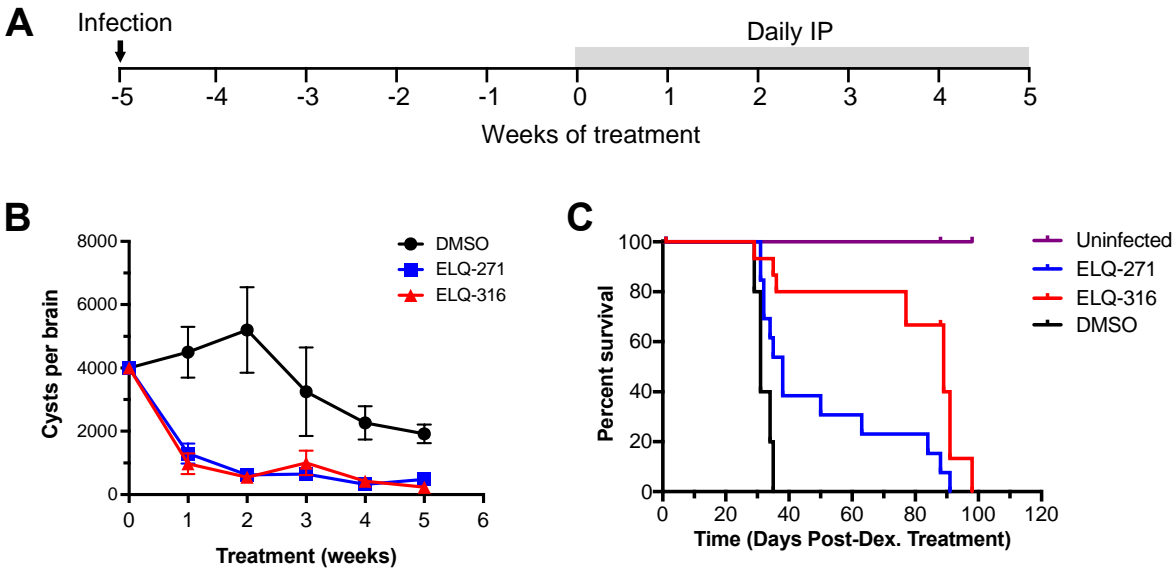 A
Infection
Daily IP
-5 -4 -3 -2 -1 0 1 2 3 4 5
Weeks of treatment
B
DMSO
ELQ-271
ELQ-316
8000
6000
4000
2000
0
Cysts per brain
0 1 2 3 4 5 6
Treatment (weeks)
C
Uninfected
ELQ-271
ELQ-316
DMSO
100
80
60
40
20
0
Percent survival
0 20 40 60 80 100 120
Time (Days Post-Dex. Treatment)